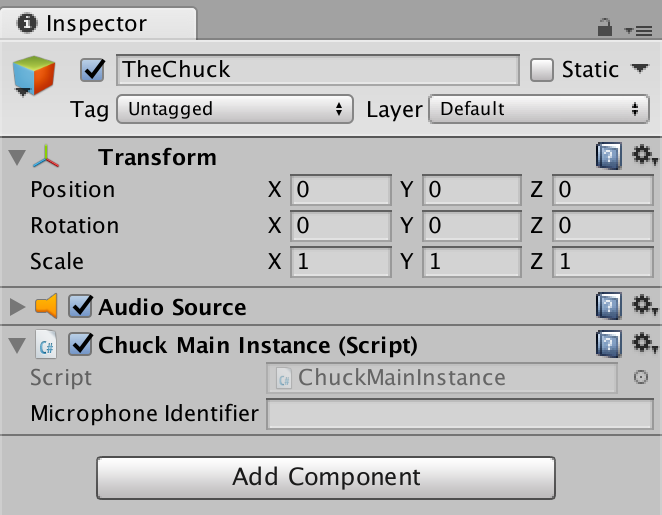 Inspector
TheChuck Static
Tag Untagged Layer Default
Transform
Position X 0 Y 0 Z 0
Rotation X 0 Y 0 Z 0
Scale X 1 Y 1 Z 1
Audio Source
C# Chuck Main Instance (Script)
Script C# ChuckMainInstance
Microphone Identifier
Add Component